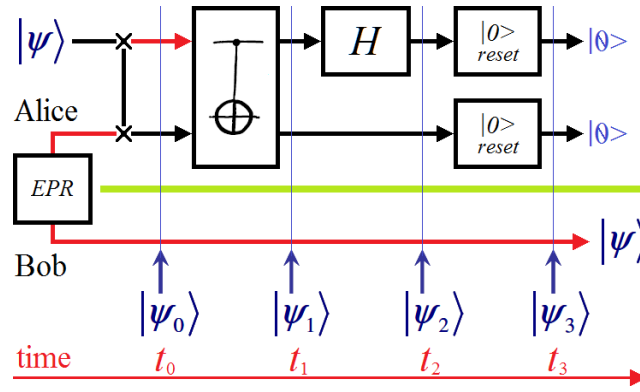 |ψ⟩
H
|0>
reset
|0⟩
Alice
|0>
reset
|0⟩
EPR
|ψ⟩
Bob
|ψ₀⟩ |ψ₁⟩ |ψ₂⟩ |ψ₃⟩
time t₀ t₁ t₂ t₃